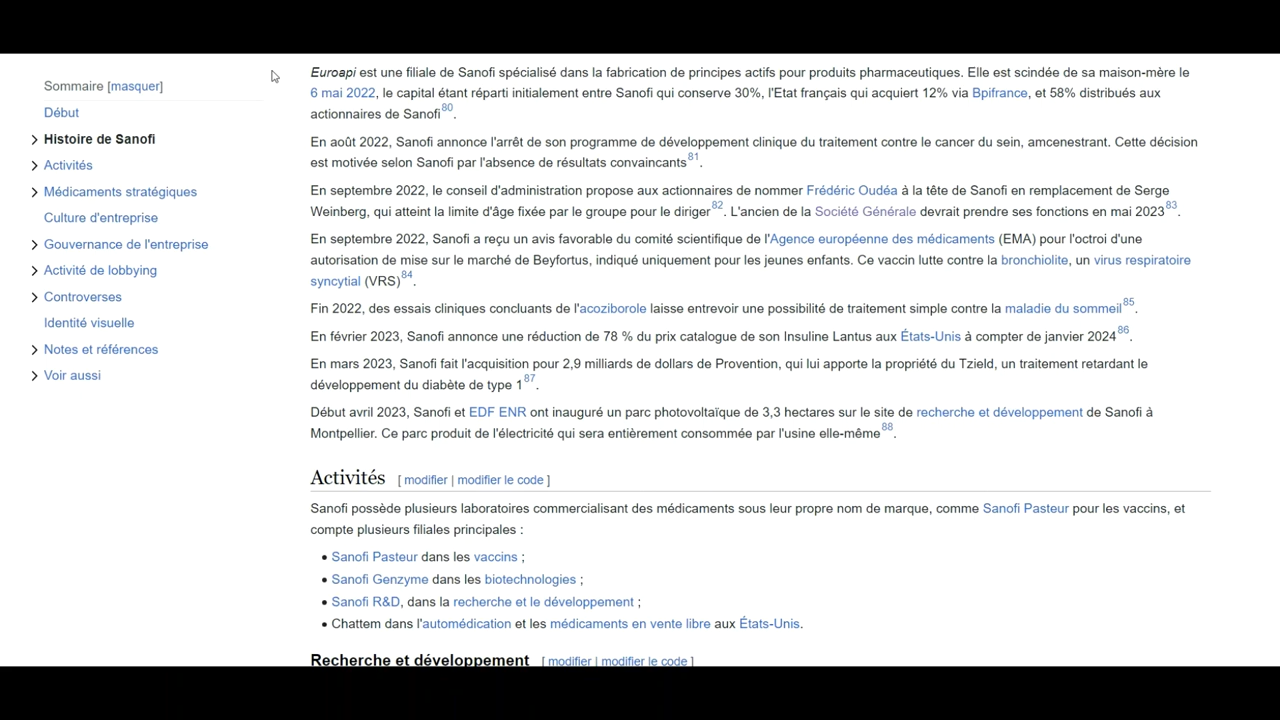 Sommaire [masquer]
Début
Histoire de Sanofi
Activités
Médicaments stratégiques
Culture d'entreprise
Gouvernance de l'entreprise
Activité de lobbying
Controverses
Identité visuelle
Notes et références
Voir aussi
Euroapi est une filiale de Sanofi spécialisé dans la fabrication de principes actifs pour produits pharmaceutiques. Elle est scindée de sa maison-mère le
6 mai 2022, le capital étant réparti initialement entre Sanofi qui conserve 30%, l'Etat français qui acquiert 12% via Bpifrance, et 58% distribués aux
actionnaires de Sanofi80.
En août 2022, Sanofi annonce l'arrêt de son programme de développement clinique du traitement contre le cancer du sein, amcenestrant. Cette décision
est motivée selon Sanofi par l'absence de résultats convaincants81.
En septembre 2022, le conseil d'administration propose aux actionnaires de nommer Frédéric Oudéa à la tête de Sanofi en remplacement de Serge
Weinberg, qui atteint la limite d'âge fixée par le groupe pour le diriger82. L'ancien de la Société Générale devrait prendre ses fonctions en mai 202383.
En septembre 2022, Sanofi a reçu un avis favorable du comité scientifique de l'Agence européenne des médicaments (EMA) pour l'octroi d'une
autorisation de mise sur le marché de Beyfortus, indiqué uniquement pour les jeunes enfants. Ce vaccin lutte contre la bronchiolite, un virus respiratoire
syncytial (VRS)84.
Fin 2022, des essais cliniques concluants de l'acoziborole laisse entrevoir une possibilité de traitement simple contre la maladie du sommeil85.
En février 2023, Sanofi annonce une réduction de 78 % du prix catalogue de son Insuline Lantus aux États-Unis à compter de janvier 202486.
En mars 2023, Sanofi fait l'acquisition pour 2,9 milliards de dollars de Provention, qui lui apporte la propriété du Tzield, un traitement retardant le
développement du diabète de type 187.
Début avril 2023, Sanofi et EDF ENR ont inauguré un parc photovoltaïque de 3,3 hectares sur le site de recherche et développement de Sanofi à
Montpellier. Ce parc produit de l'électricité qui sera entièrement consommée par l'usine elle-même88.
Activités [ modifier | modifier le code ]
Sanofi possède plusieurs laboratoires commercialisant des médicaments sous leur propre nom de marque, comme Sanofi Pasteur pour les vaccins, et
compte plusieurs filiales principales :
• Sanofi Pasteur dans les vaccins ;
• Sanofi Genzyme dans les biotechnologies ;
• Sanofi R&D, dans la recherche et le développement ;
• Chattem dans l'automédication et les médicaments en vente libre aux États-Unis.
Recherche et développement [ modifier | modifier le code ]